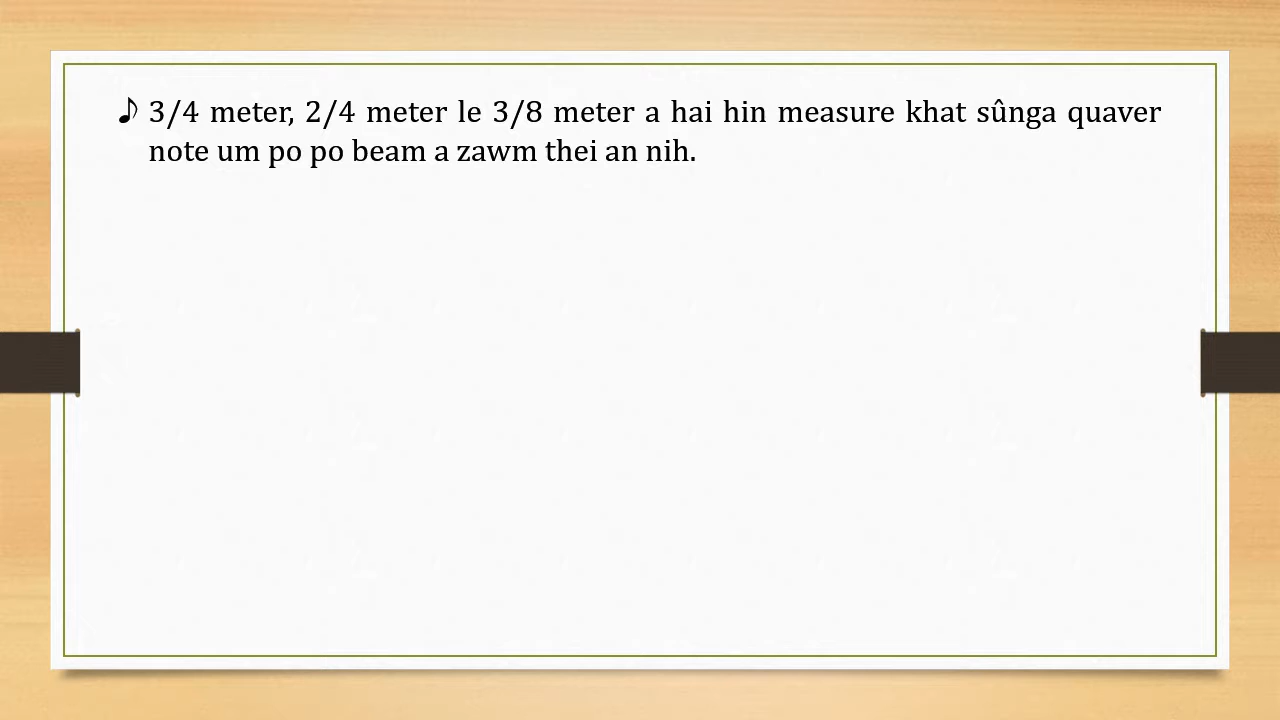 ♪ 3/4 meter, 2/4 meter le 3/8 meter a hai hin measure khat sûnga quaver
note um po po beam a zawm thei an nih.